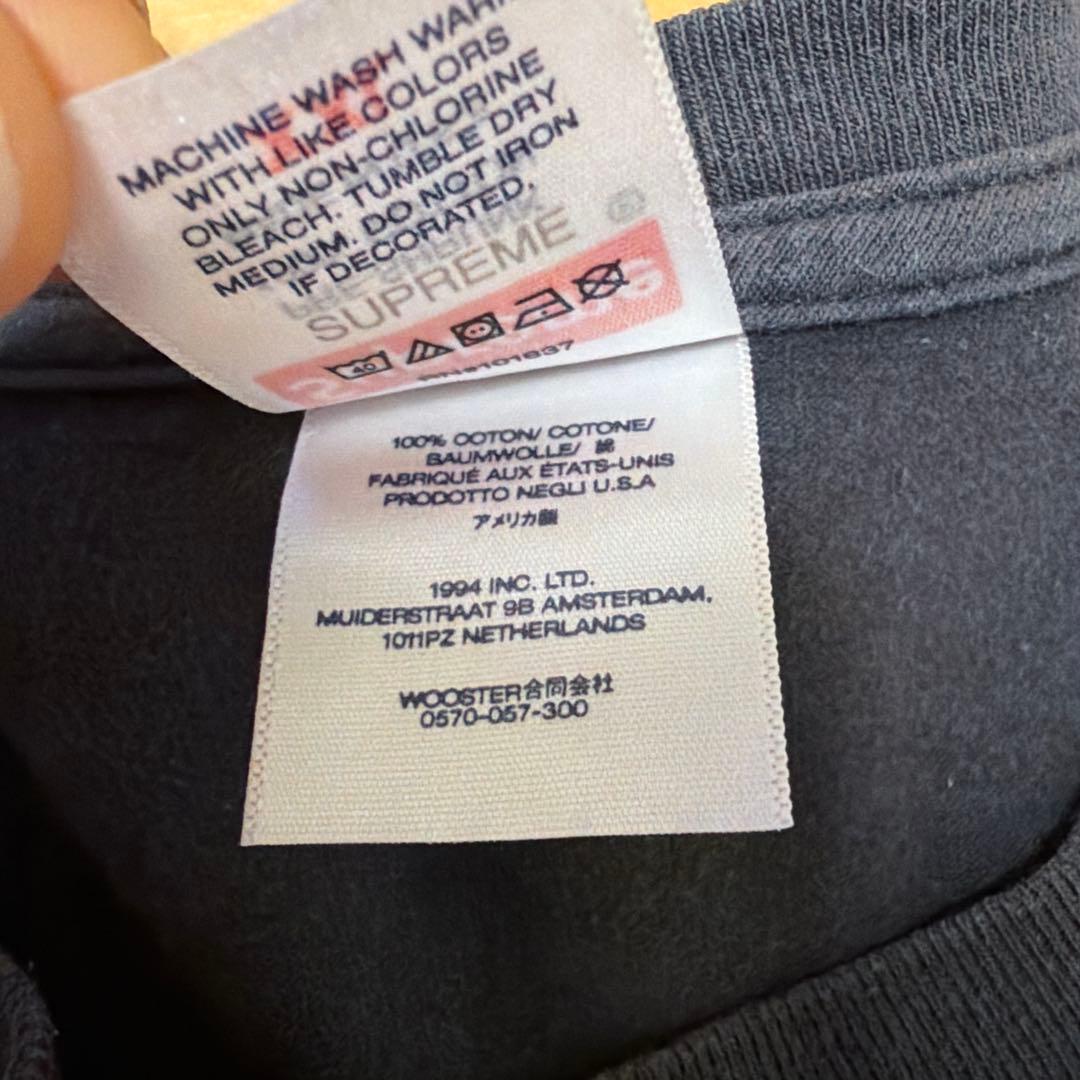 MACHINE WASH WARM
WITH LIKE COLORS
ONLY NON-CHLORINE
BLEACH. TUMBLE DRY
MEDIUM. DO NOT IRON
IF DECORATED.
SUPREME
40
RN#101837
100% COTON/ COTONE/
BAUMWOLLE/ 綿
FABRIQUÉ AUX ÉTATS-UNIS
PRODOTTO NEGLI U.S.A
アメリカ製
1994 INC. LTD.
MUIDERSTRAAT 9B AMSTERDAM,
1011PZ NETHERLANDS
WOOSTER合同会社
0570-057-300